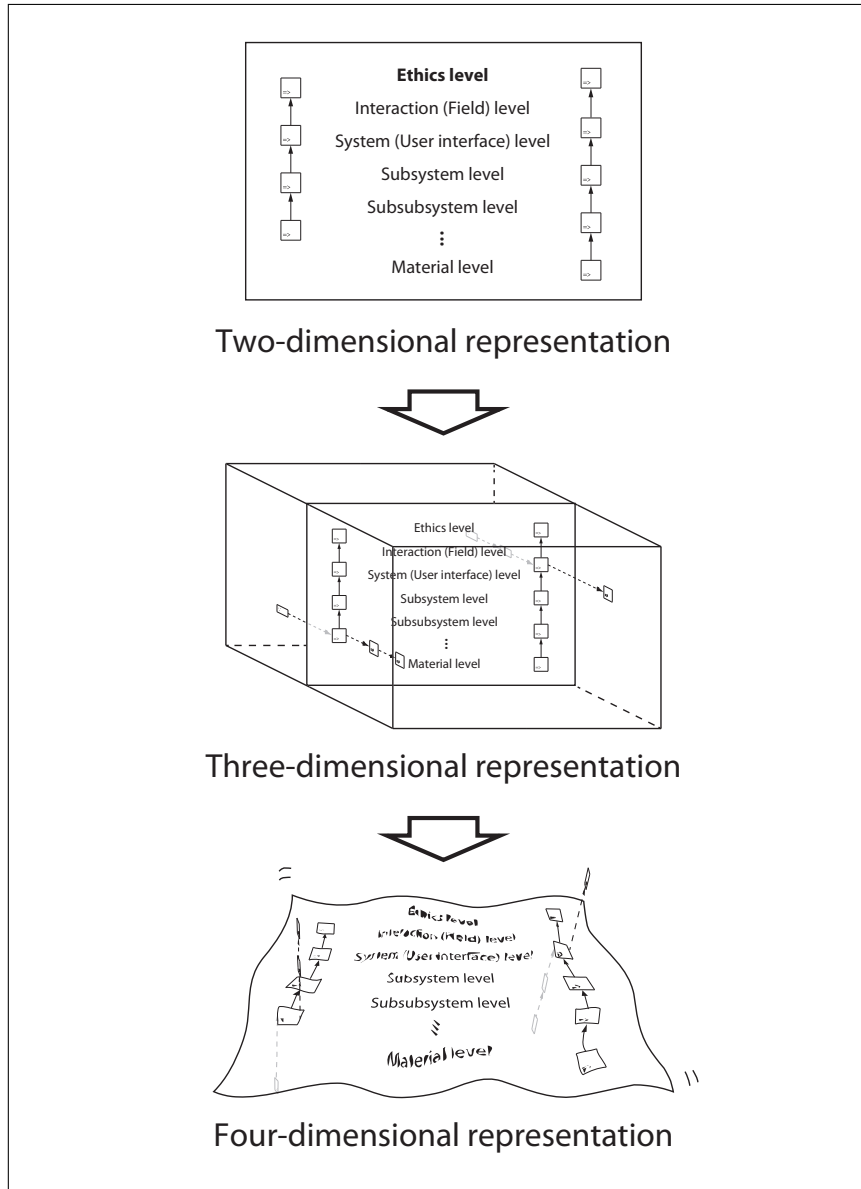 Ethics level
Interaction (Field) level
System (User interface) level
Subsystem level
Subsubsystem level
⋮
Material level
=>
=>
=>
=>
=>
=>
=>
=>
=>
Two-dimensional representation
Ethics level
Interaction (Field) level
System (User interface) level
Subsystem level
Subsubsystem level
⋮
Material level
Three-dimensional representation
Ethics level
Interaction (Field) level
System (User interface) level
Subsystem level
Subsubsystem level
Material level
Four-dimensional representation